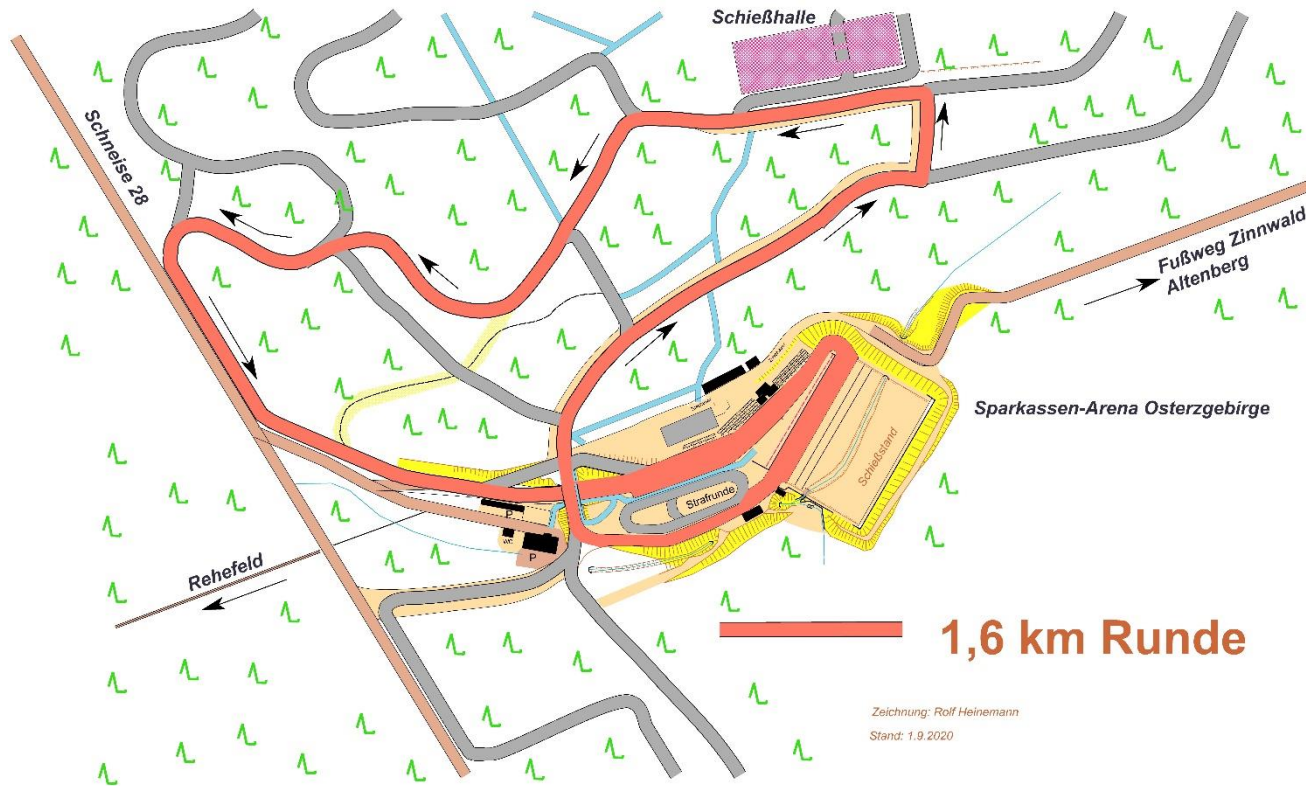 Schießhalle
Schneise 28
Fußweg Zinnwald
Altenberg
Sparkassen-Arena Osterzgebirge
Schießstand
Strafrunde
P
WC
P
Rehefeld
1,6 km Runde
Zeichnung: Rolf Heinemann
Stand: 1.9.2020